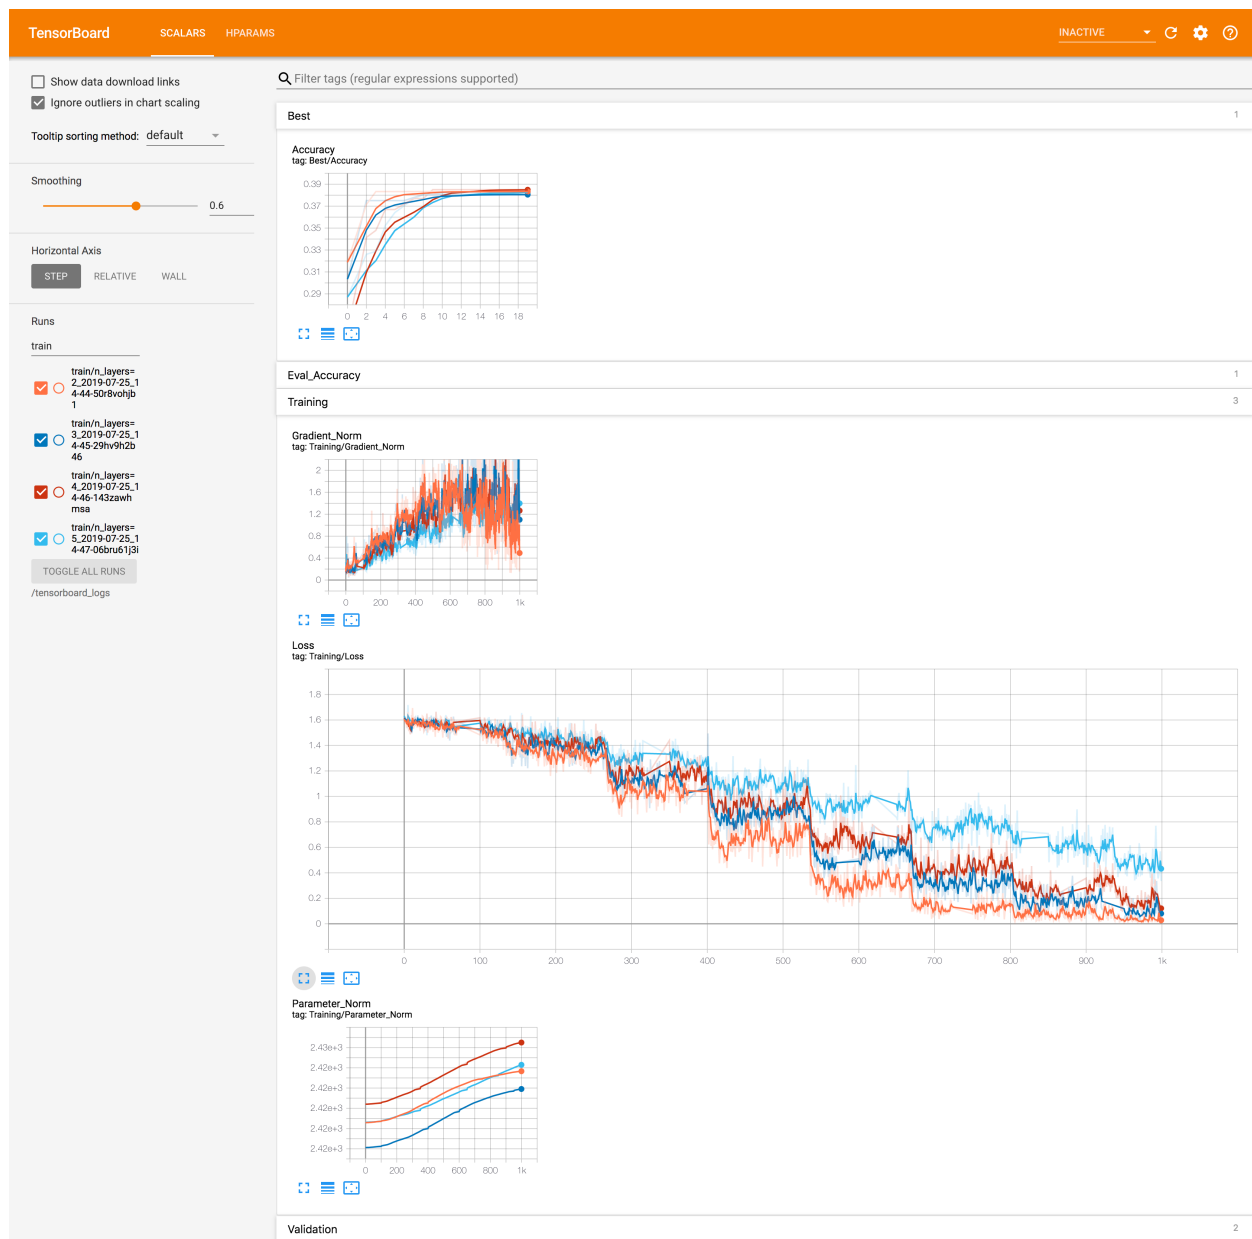 TensorBoard SCALARS HPARAMS INACTIVE
Show data download links
Ignore outliers in chart scaling
Tooltip sorting method: default
Smoothing
0.6
Horizontal Axis
STEP RELATIVE WALL
Runs
train
train/n_layers=
2_2019-07-25_1
4-44-50r8vohjb
1
train/n_layers=
3_2019-07-25_1
4-45-29hv9h2b
46
train/n_layers=
4_2019-07-25_1
4-46-143zawh
msa
train/n_layers=
5_2019-07-25_1
4-47-06bru61j3i
TOGGLE ALL RUNS
/tensorboard_logs
Filter tags (regular expressions supported)
Best 1
Accuracy
tag: Best/Accuracy
0.39
0.37
0.35
0.33
0.31
0.29
0 2 4 6 8 10 12 14 16 18
Eval_Accuracy 1
Training 3
Gradient_Norm
tag: Training/Gradient_Norm
2
1.6
1.2
0.8
0.4
0
0 200 400 600 800 1k
Loss
tag: Training/Loss
1.8
1.6
1.4
1.2
1
0.8
0.6
0.4
0.2
0
0 100 200 300 400 500 600 700 800 900 1k
Parameter_Norm
tag: Training/Parameter_Norm
2.43e+3
2.42e+3
2.42e+3
2.42e+3
2.42e+3
2.42e+3
0 200 400 600 800 1k
Validation 2